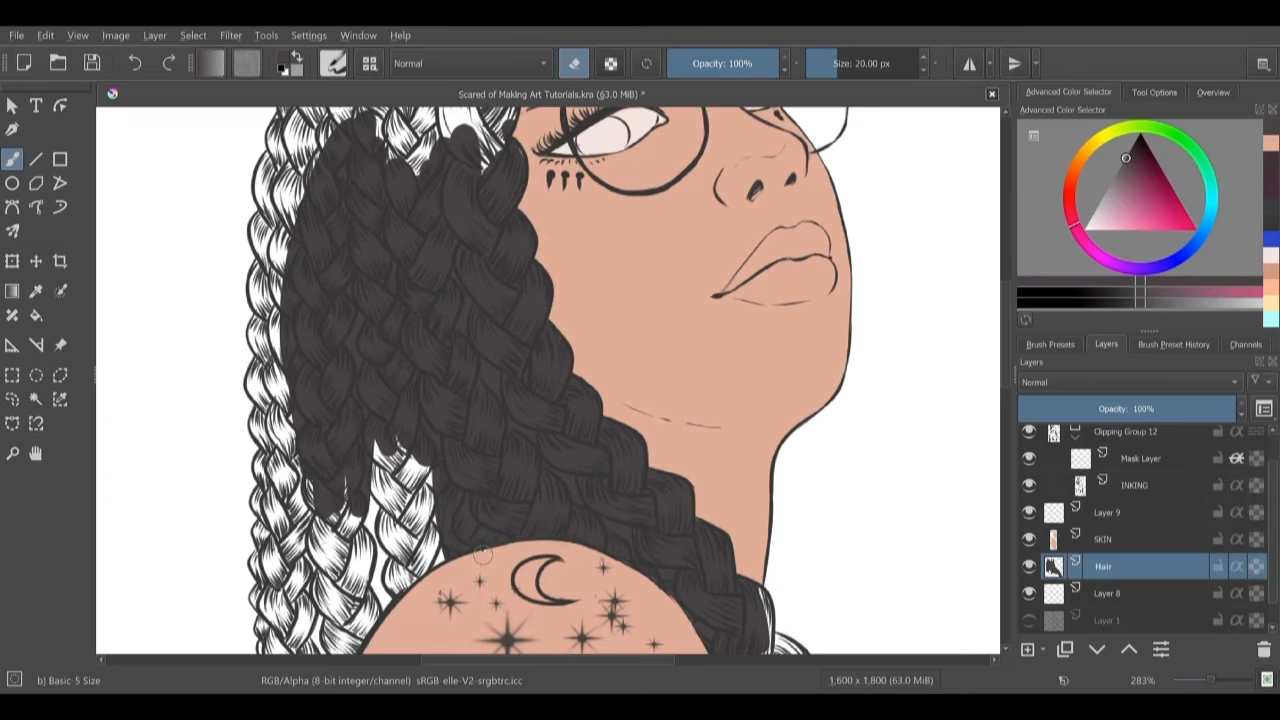 File Edit View Image Layer Select Filter Tools Settings Window Help
Normal Opacity: 100% Size: 20.00 px
Scared of Making Art Tutorials.kra (63.0 MiB) *
Advanced Color Selector Tool Options Overview
Advanced Color Selector
Brush Presets Layers Brush Preset History Channels
Layers
Normal
Opacity: 100%
Clipping Group 12
Mask Layer
INKING
Layer 9
SKIN
Hair
Layer 8
Layer 1
b) Basic-5 Size RGB/Alpha (8-bit integer/channel) sRGB-elle-V2-srgbtrc.icc 1,600 x 1,800 (63.0 MiB) 283%